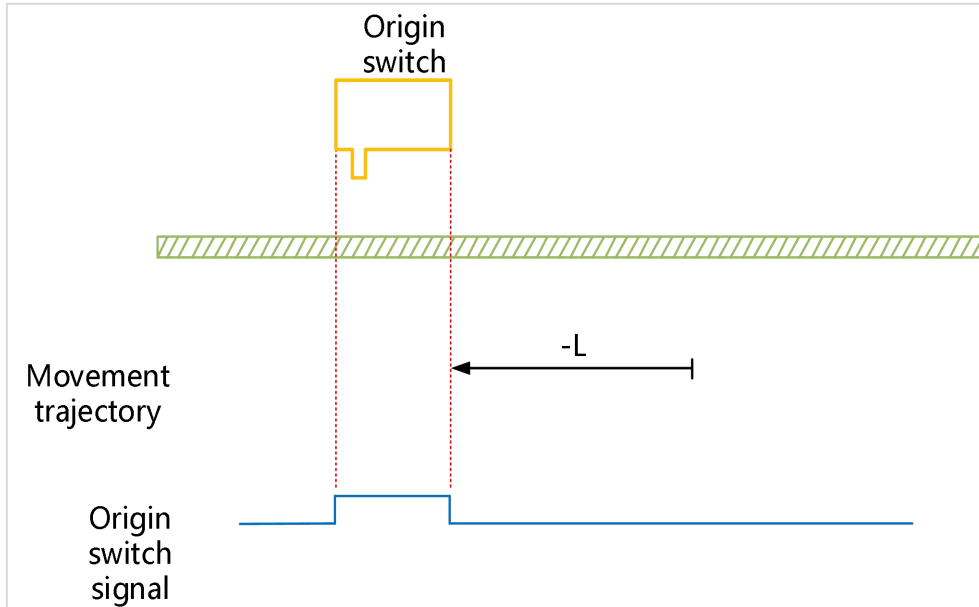 Origin
switch
-L
Movement
trajectory
Origin
switch
signal